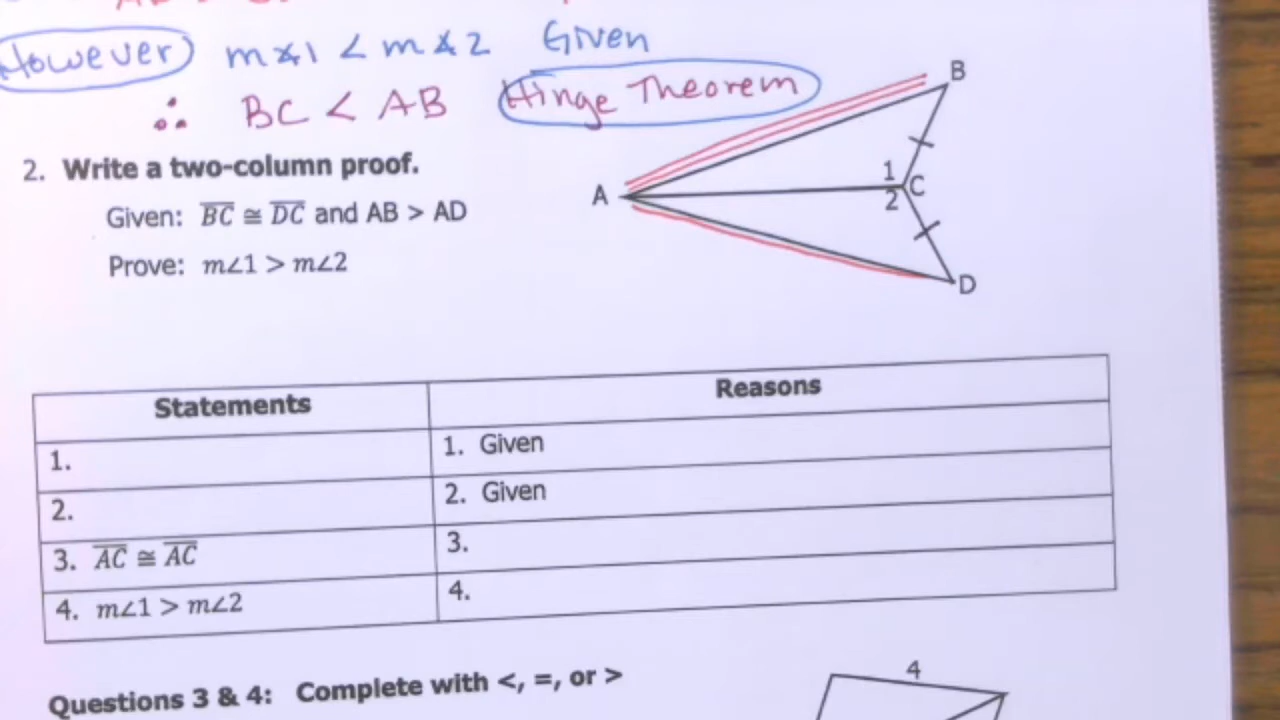 However m∡1 < m∡2 Given
∴ BC < AB Hinge Theorem
2. Write a two-column proof.
Given: BC ≅ DC and AB > AD
Prove: m∠1 > m∠2
B
A
1
C
2
D
Statements Reasons
1. 1. Given
2. 2. Given
3. AC ≅ AC 3.
4. m∠1 > m∠2 4.
Questions 3 & 4: Complete with <, =, or >
4